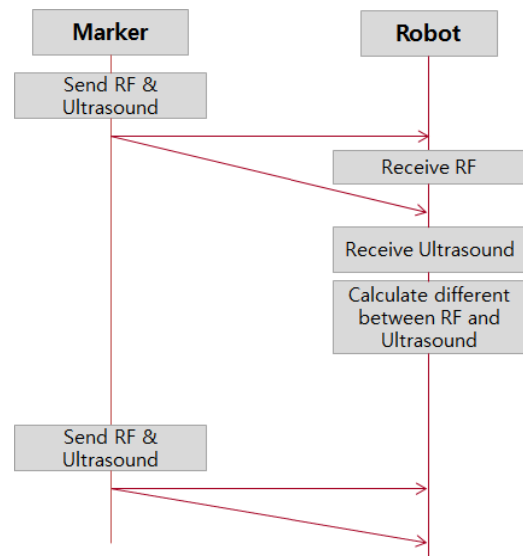 Marker
Robot
Send RF &
Ultrasound
Receive RF
Receive Ultrasound
Calculate different
between RF and
Ultrasound
Send RF &
Ultrasound